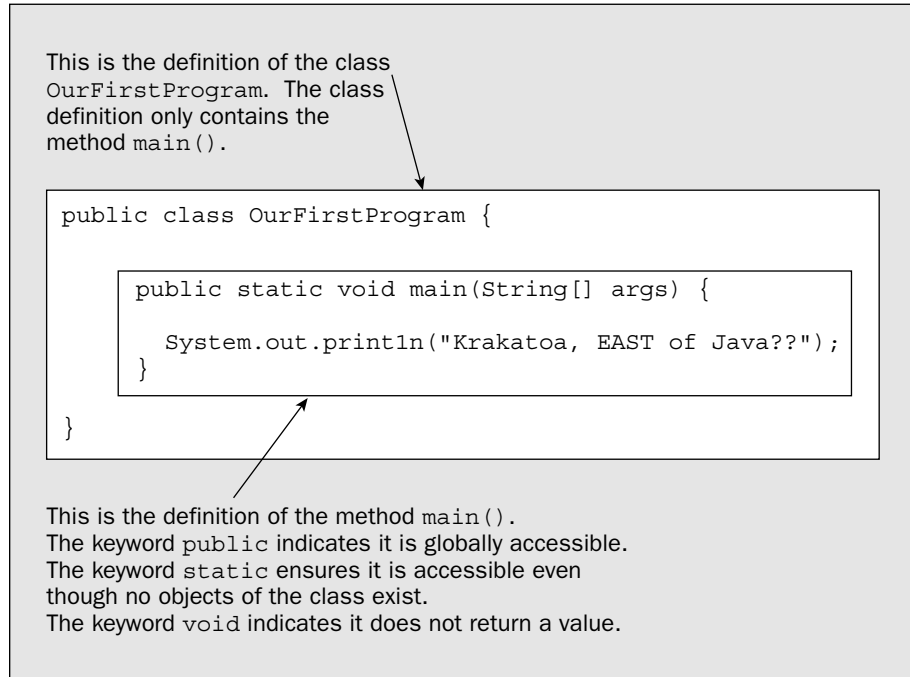 This is the definition of the class
OurFirstProgram. The class
definition only contains the
method main().
public class OurFirstProgram {
public static void main(String[] args) {
System.out.print1n("Krakatoa, EAST of Java??");
}
}
This is the definition of the method main().
The keyword public indicates it is globally accessible.
The keyword static ensures it is accessible even
though no objects of the class exist.
The keyword void indicates it does not return a value.